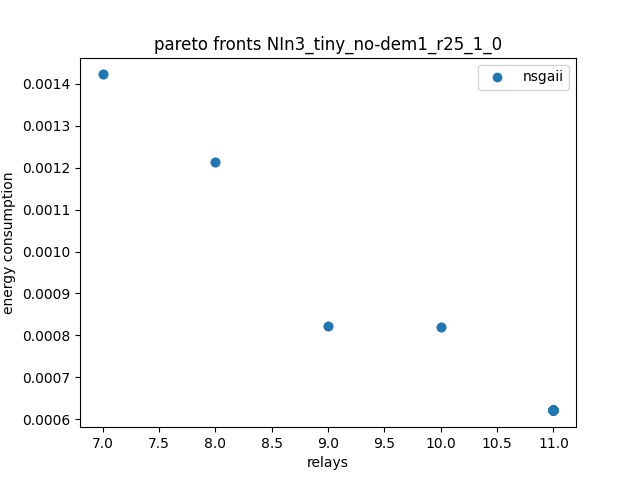 pareto fronts NIn3_tiny_no-dem1_r25_1_0
nsgaii
0.0014
0.0013
0.0012
0.0011
0.0010
0.0009
0.0008
0.0007
0.0006
energy consumption
7.0 7.5 8.0 8.5 9.0 9.5 10.0 10.5 11.0
relays